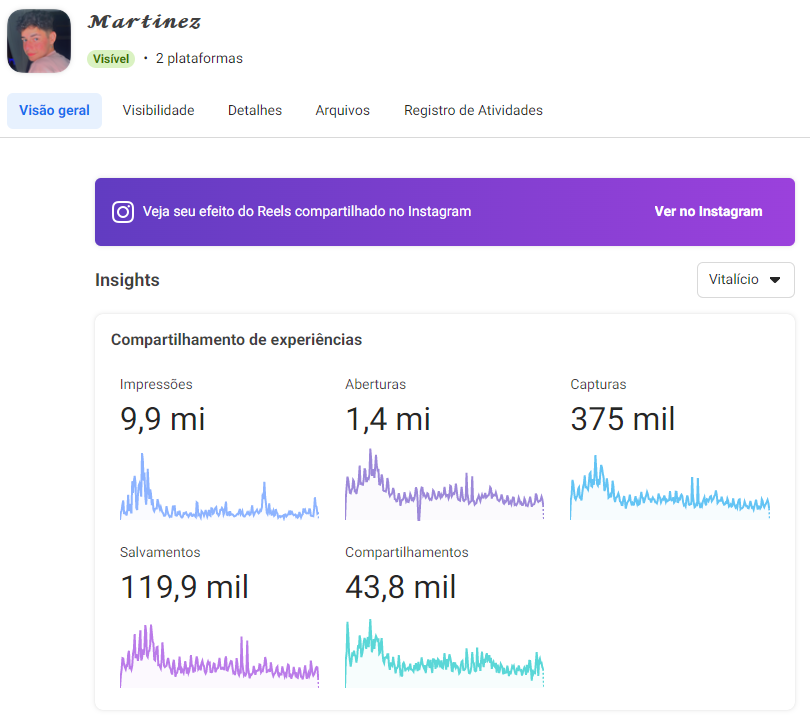 𝓜𝓪𝓻𝓽𝓲𝓷𝓮𝔃
Visível • 2 plataformas
Visão geral Visibilidade Detalhes Arquivos Registro de Atividades
Veja seu efeito do Reels compartilhado no Instagram Ver no Instagram
Insights Vitalício
Compartilhamento de experiências
Impressões Aberturas Capturas
9,9 mi 1,4 mi 375 mil
Salvamentos Compartilhamentos
119,9 mil 43,8 mil